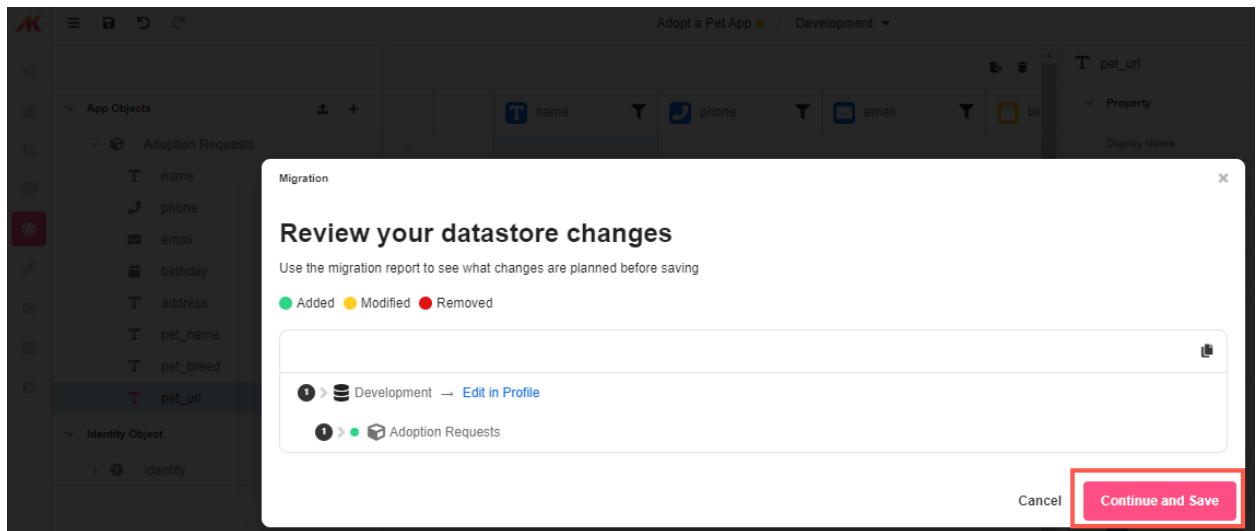 Adopt a Pet App / Development
pet_url
App Objects
name phone email
Property
Adoption Requests
1
Display Name
name
phone
email
birthday
address
pet_name
pet_breed
pet_url
Identity Object
Identity
Migration
Review your datastore changes
Use the migration report to see what changes are planned before saving
Added Modified Removed
1 Development → Edit in Profile
1 Adoption Requests
Cancel Continue and Save